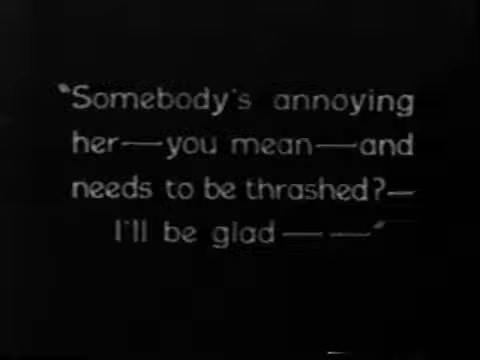 "Somebody's annoying
her—you mean—and
needs to be thrashed?—
I'll be glad — —"